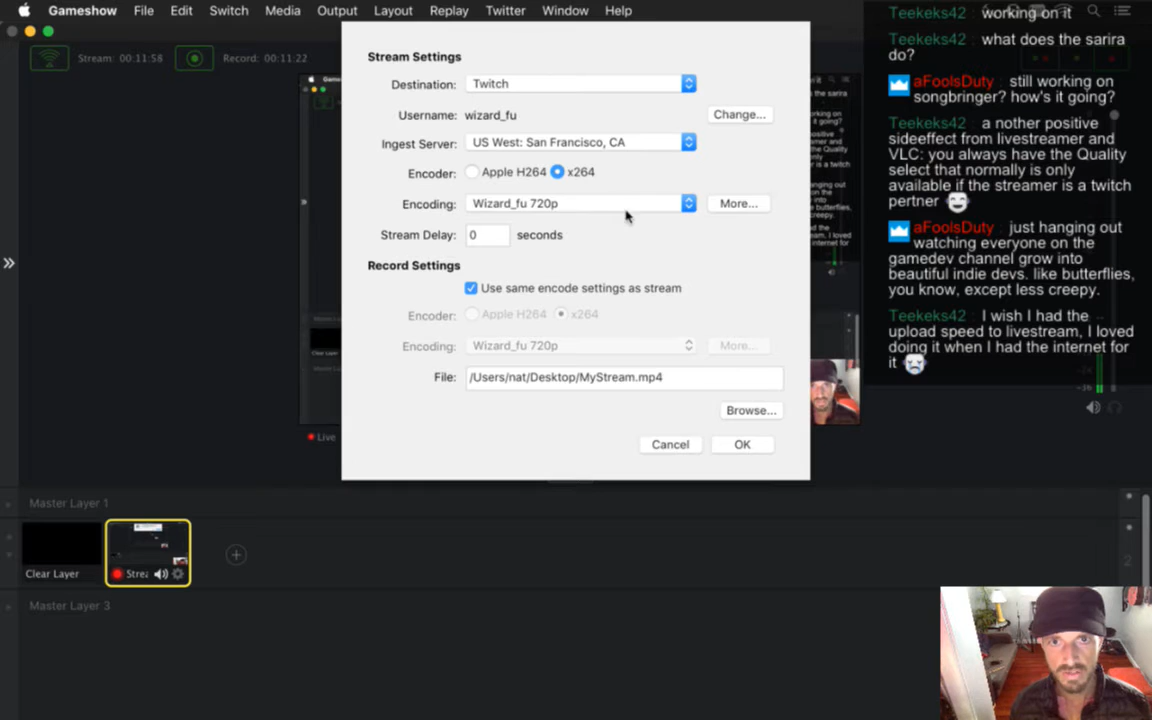 Gameshow File Edit Switch Media Output Layout Replay Twitter Window Help
Stream: 00:11:58
Record: 00:11:22
Stream Settings
Destination: Twitch
Username: wizard_fu Change...
Ingest Server: US West: San Francisco, CA
Encoder: Apple H264 x264
Encoding: Wizard_fu 720p More...
Stream Delay: 0 seconds
Record Settings
Use same encode settings as stream
Encoder: Apple H264 x264
Encoding: Wizard_fu 720p More...
File: /Users/nat/Desktop/MyStream.mp4
Browse...
Cancel OK
Teekeks42 : working on it
Teekeks42 : what does the sarira
do?
aFoolsDuty : still working on
songbringer? how's it going?
Teekeks42 : a nother positive
sideeffect from livestreamer and
VLC: you always have the Quality
select that normally is only
available if the streamer is a twitch
pertner
aFoolsDuty : just hanging out
watching everyone on the
gamedev channel grow into
beautiful indie devs. like butterflies,
you know, except less creepy.
Teekeks42 : I wish I had the
upload speed to livestream, I loved
doing it when I had the internet for
it
Live
Master Layer 1
Clear Layer
Strea
2
Master Layer 3